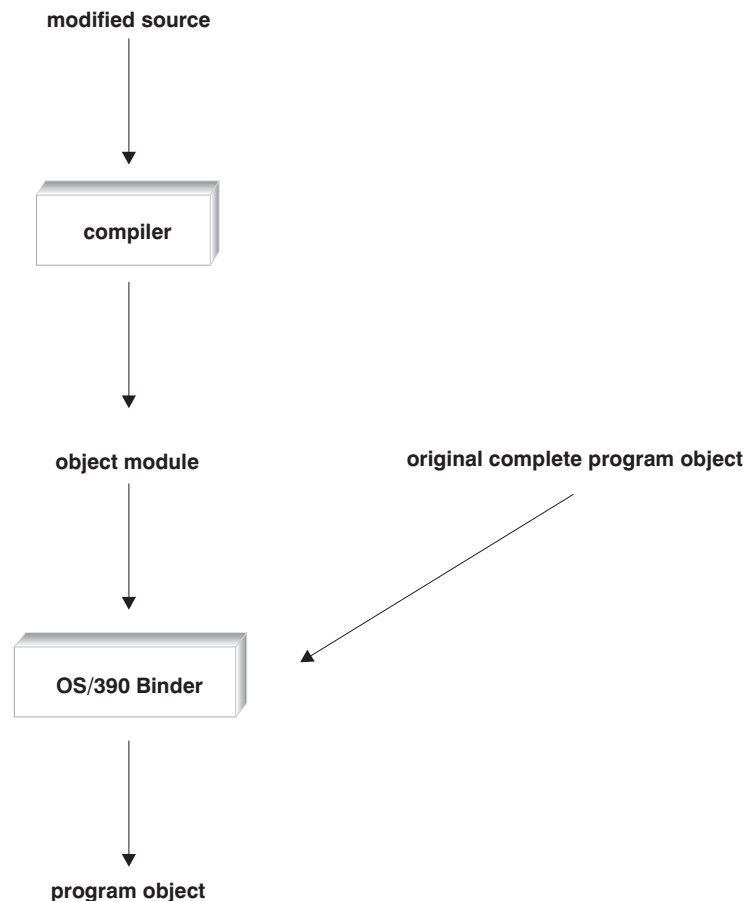 modified source
compiler
object module
original complete program object
OS/390 Binder
program object